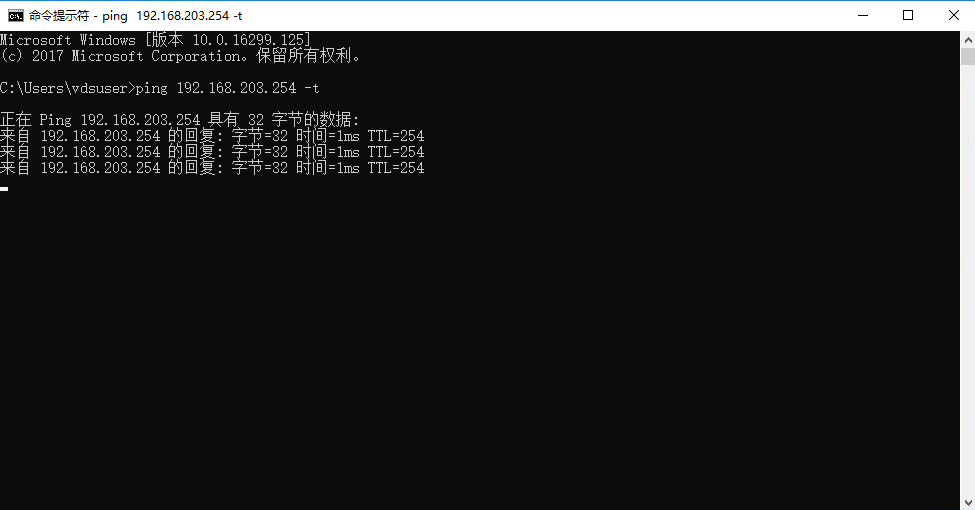 命令提示符 - ping  192.168.203.254 -t
Microsoft Windows [版本 10.0.16299.125]
(c) 2017 Microsoft Corporation。保留所有权利。
C:\Users\vdsuser>ping 192.168.203.254 -t
正在 Ping 192.168.203.254 具有 32 字节的数据:
来自 192.168.203.254 的回复: 字节=32 时间=1ms TTL=254
来自 192.168.203.254 的回复: 字节=32 时间=1ms TTL=254
来自 192.168.203.254 的回复: 字节=32 时间=1ms TTL=254